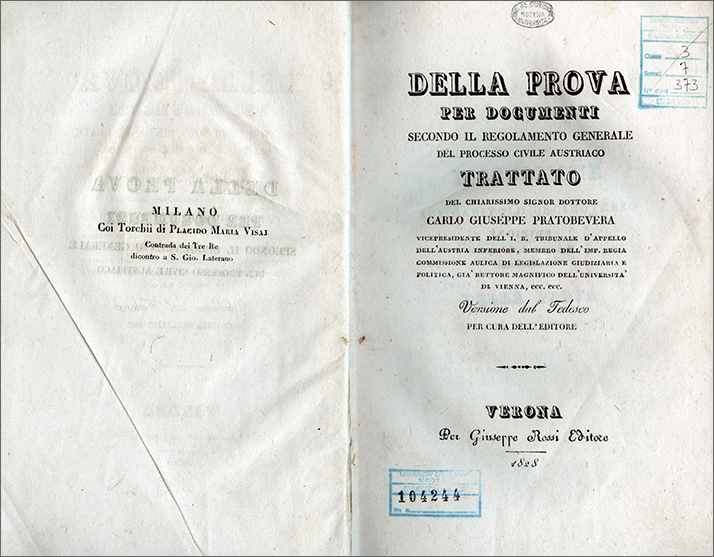 MILANO
Coi Torchii di PLACIDO MARIA VISAJ
Contrada dei Tre Re
dicontro a S. Gio. Laterano
DELLA PROVA
PER DOCUMENTI
SECONDO IL REGOLAMENTO GENERALE
DEL PROCESSO CIVILE AUSTRIACO
TRATTATO
DEL CHIARISSIMO SIGNOR DOTTORE
CARLO GIUSEPPE PRATOBEVERA
VICEPRESIDENTE DELL'I. R. TRIBUNALE D'APPELLO
DELL'AUSTRIA INFERIORE, MEMBRO DELL'IMP. REGIA
COMMISSIONE AULICA DI LEGISLAZIONE GIUDIZIARIA E
POLITICA, GIA' RETTORE MAGNIFICO DELL'UNIVERSITA'
DI VIENNA, ECC. ECC.
Versione dal Tedesco
PER CURA DELL'EDITORE
VERONA
Per Giuseppe Rossi Editore
1828
Classe 3
7
373
104244